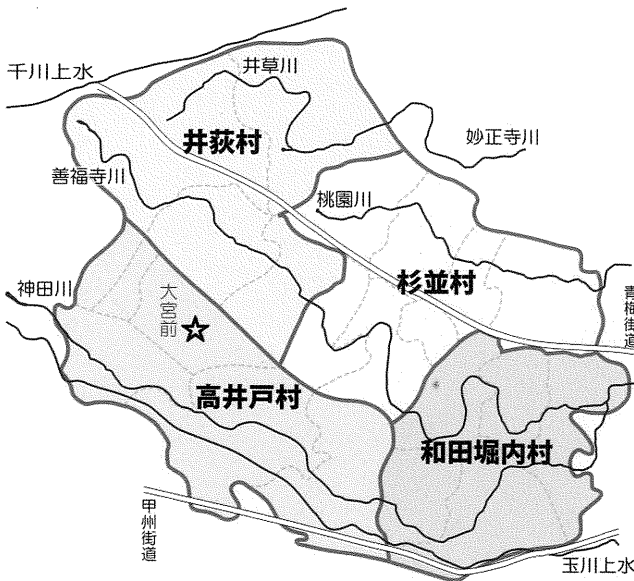 千川上水
井草川
井荻村
妙正寺川
善福寺川
桃園川
神田川
大宮前
杉並村
青梅街道
高井戸村
和田堀内村
甲州街道
玉川上水